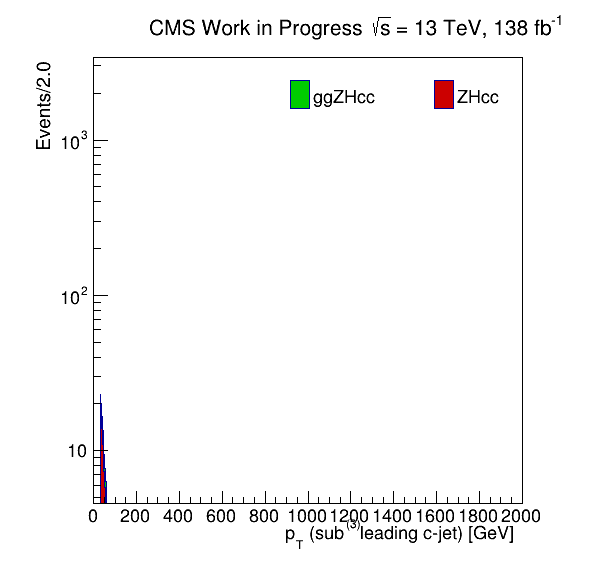 CMS Work in Progress √s = 13 TeV, 138 fb⁻¹
Events/2.0
ggZHcc ZHcc
10³
10²
10
0 200 400 600 800 1000 1200 1400 1600 1800 2000
p_T (sub⁽³⁾leading c-jet) [GeV]